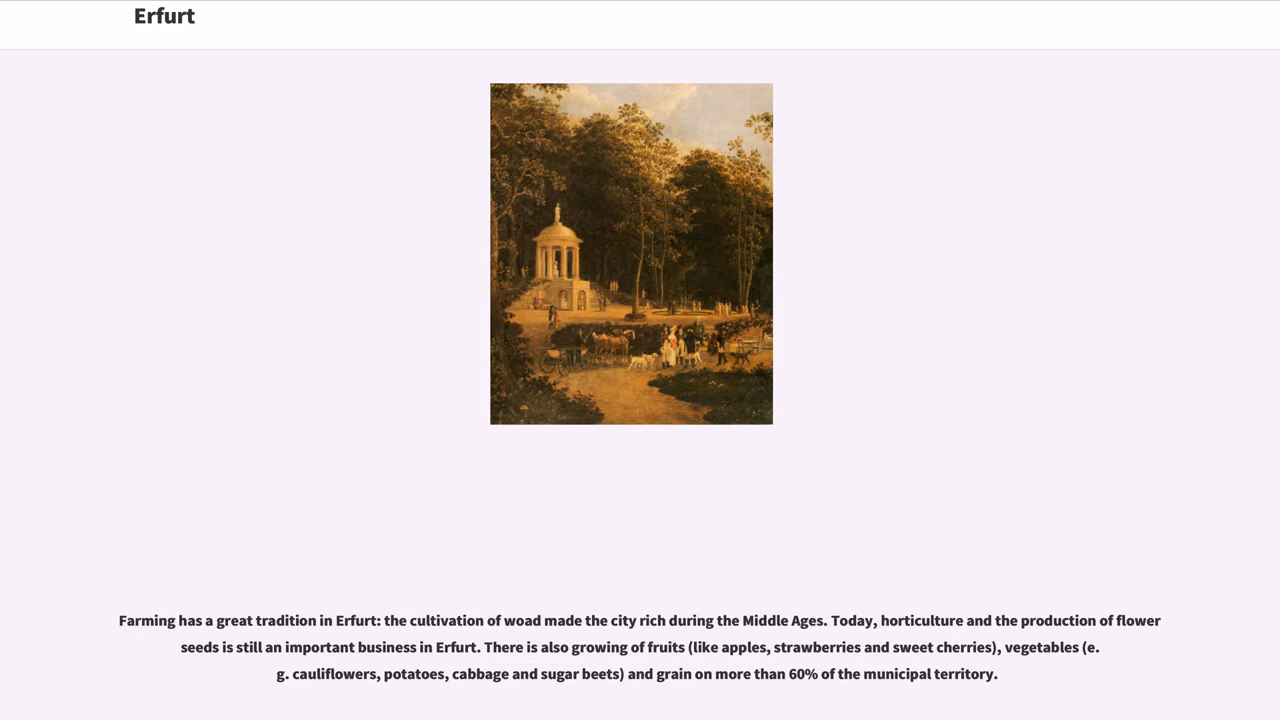 Erfurt
Farming has a great tradition in Erfurt: the cultivation of woad made the city rich during the Middle Ages. Today, horticulture and the production of flower
seeds is still an important business in Erfurt. There is also growing of fruits (like apples, strawberries and sweet cherries), vegetables (e.
g. cauliflowers, potatoes, cabbage and sugar beets) and grain on more than 60% of the municipal territory.